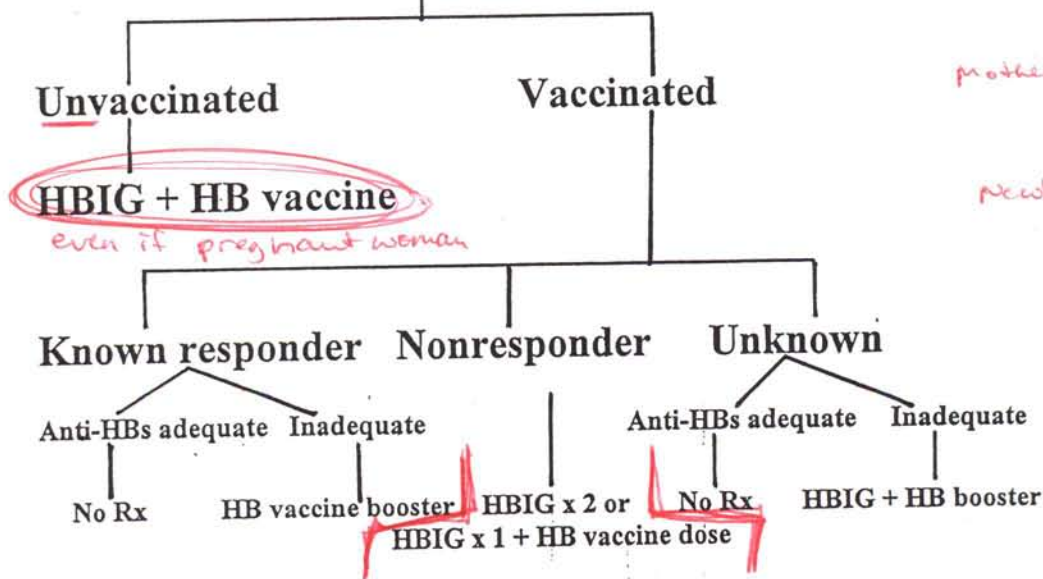 Unvaccinated Vaccinated
mothe
HBIG + HB vaccine
even if pregnant woman
Known responder Nonresponder Unknown
Anti-HBs adequate Inadequate Anti-HBs adequate Inadequate
No Rx HB vaccine booster HBIG x 2 or No Rx HBIG + HB booster
HBIG x 1 + HB vaccine dose